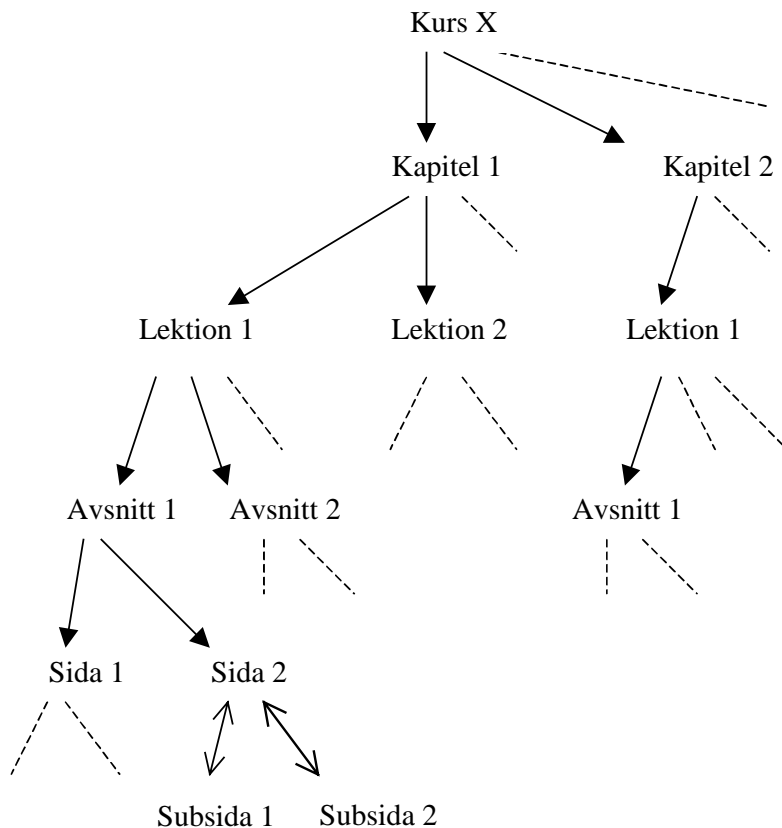 Kurs X
Kapitel 1 Kapitel 2
Lektion 1 Lektion 2 Lektion 1
Avsnitt 1 Avsnitt 2 Avsnitt 1
Sida 1 Sida 2
Subsida 1 Subsida 2